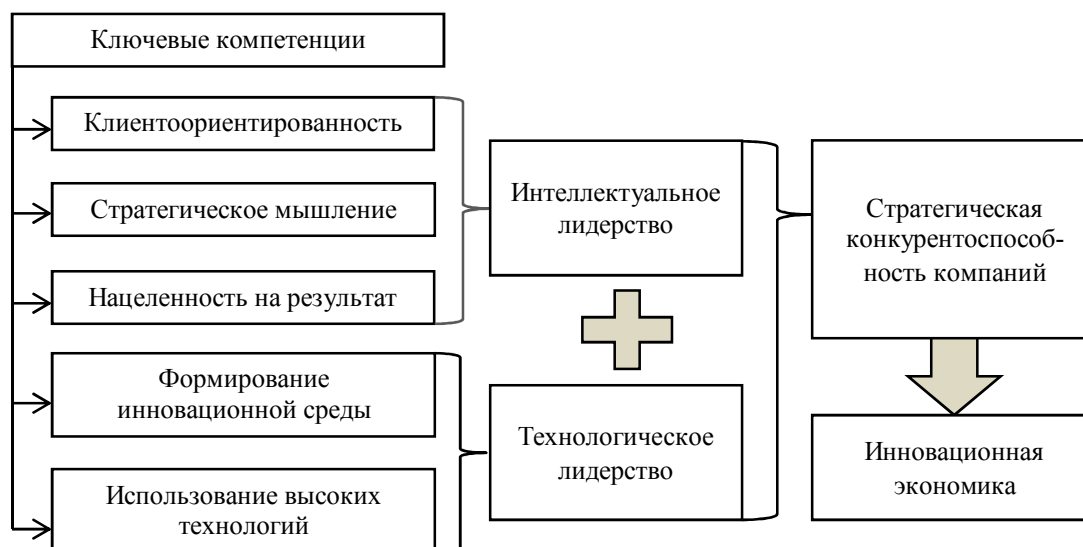 Ключевые компетенции
Клиентоориентированность
Стратегическое мышление
Нацеленность на результат
Формирование
инновационной среды
Использование высоких
технологий
Интеллектуальное
лидерство
Технологическое
лидерство
Стратегическая
конкурентоспособ-
ность компаний
Инновационная
экономика